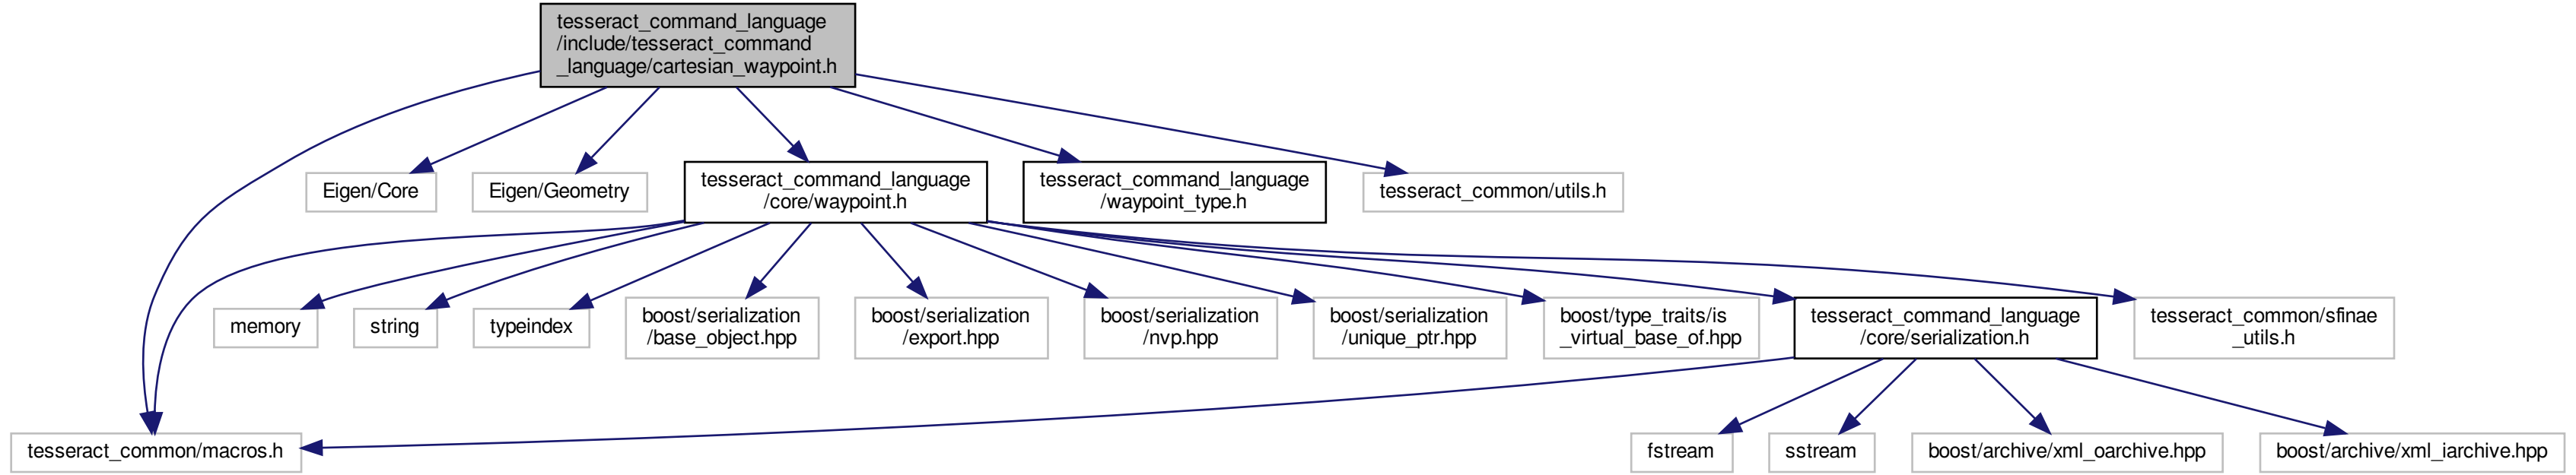 tesseract_command_language
/include/tesseract_command
_language/cartesian_waypoint.h
Eigen/Core
Eigen/Geometry
tesseract_command_language
/core/waypoint.h
tesseract_command_language
/waypoint_type.h
tesseract_common/utils.h
memory
string
typeindex
boost/serialization
/base_object.hpp
boost/serialization
/export.hpp
boost/serialization
/nvp.hpp
boost/serialization
/unique_ptr.hpp
boost/type_traits/is
_virtual_base_of.hpp
tesseract_command_language
/core/serialization.h
tesseract_common/sfinae
_utils.h
tesseract_common/macros.h
fstream
sstream
boost/archive/xml_oarchive.hpp
boost/archive/xml_iarchive.hpp